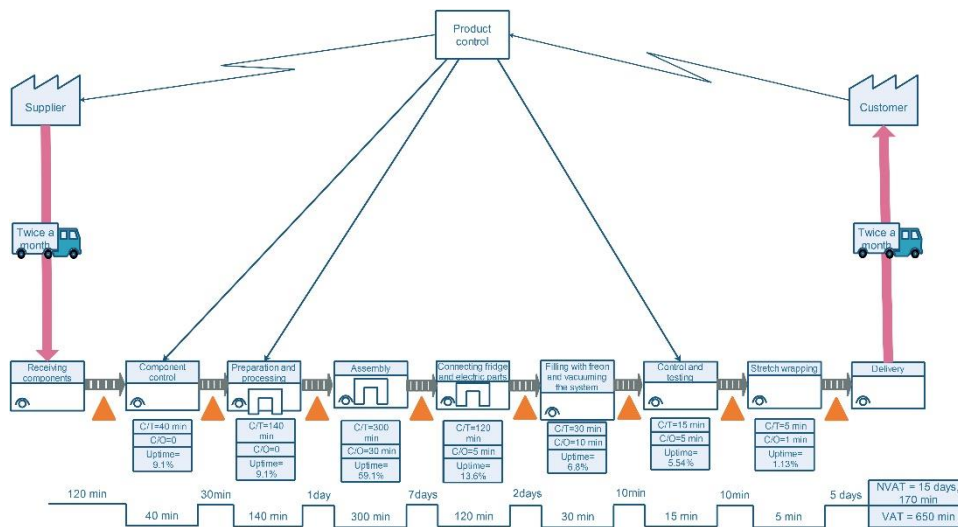 Product
control
Supplier
Customer
Twice a
month
Twice a
month
Receiving
components
Component
control
Preparation and
processing
Assembly
Connecting fridge
and electric parts
Filling with freon
and vacuuming
the system
Control and
testing
Stretch wrapping
Delivery
C/T=40 min
C/O=0
Uptime=
9.1%
C/T=140
min
C/O=0
Uptime=
9.1%
C/T=300
min
C/O=30 min
Uptime=
59.1%
C/T=120
min
C/O=5 min
Uptime=
13.6%
C/T=30 min
C/O=10 min
Uptime=
6.8%
C/T=15 min
C/O=5 min
Uptime=
5.54%
C/T=5 min
C/O=1 min
Uptime=
1.13%
120 min
30min
1day
7days
2days
10min
10min
5 days
NVAT = 15 days,
170 min
40 min
140 min
300 min
120 min
30 min
15 min
5 min
VAT = 650 min